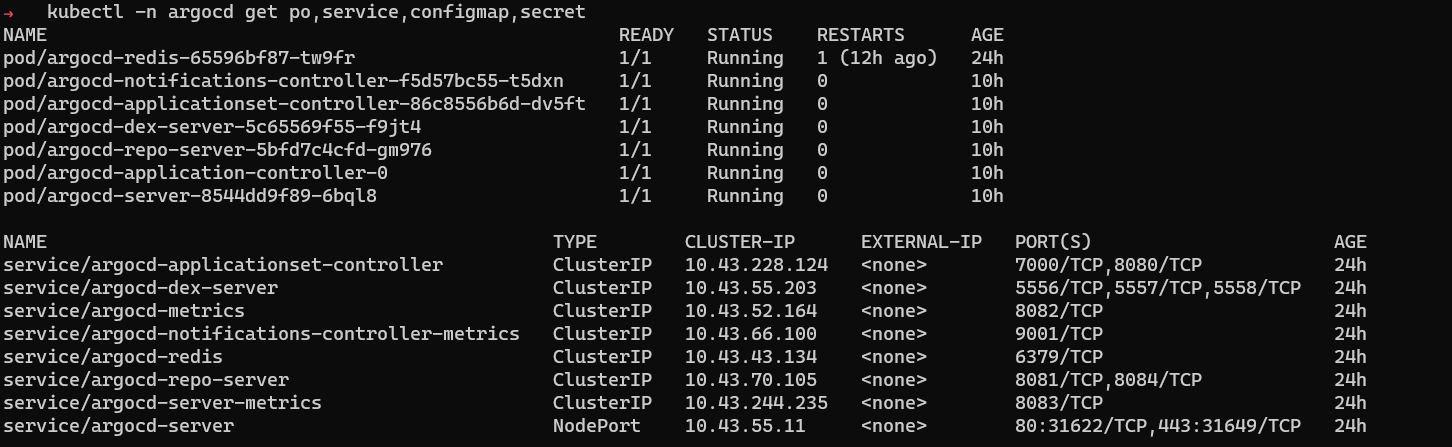 → kubectl -n argocd get po,service,configmap,secret
NAME READY STATUS RESTARTS AGE
pod/argocd-redis-65596bf87-tw9fr 1/1 Running 1 (12h ago) 24h
pod/argocd-notifications-controller-f5d57bc55-t5dxn 1/1 Running 0 10h
pod/argocd-applicationset-controller-86c8556b6d-dv5ft 1/1 Running 0 10h
pod/argocd-dex-server-5c65569f55-f9jt4 1/1 Running 0 10h
pod/argocd-repo-server-5bfd7c4cfd-gm976 1/1 Running 0 10h
pod/argocd-application-controller-0 1/1 Running 0 10h
pod/argocd-server-8544dd9f89-6bql8 1/1 Running 0 10h
NAME TYPE CLUSTER-IP EXTERNAL-IP PORT(S) AGE
service/argocd-applicationset-controller ClusterIP 10.43.228.124 <none> 7000/TCP,8080/TCP 24h
service/argocd-dex-server ClusterIP 10.43.55.203 <none> 5556/TCP,5557/TCP,5558/TCP 24h
service/argocd-metrics ClusterIP 10.43.52.164 <none> 8082/TCP 24h
service/argocd-notifications-controller-metrics ClusterIP 10.43.66.100 <none> 9001/TCP 24h
service/argocd-redis ClusterIP 10.43.43.134 <none> 6379/TCP 24h
service/argocd-repo-server ClusterIP 10.43.70.105 <none> 8081/TCP,8084/TCP 24h
service/argocd-server-metrics ClusterIP 10.43.244.235 <none> 8083/TCP 24h
service/argocd-server NodePort 10.43.55.11 <none> 80:31622/TCP,443:31649/TCP 24h